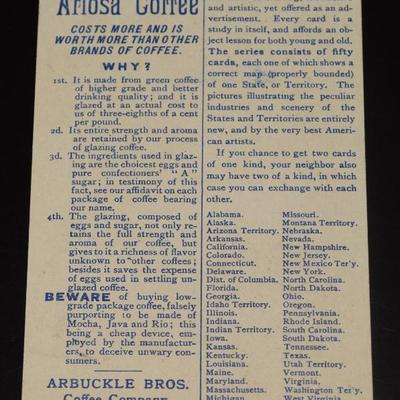 Ariosa Coffee
COSTS MORE AND IS
WORTH MORE THAN OTHER
BRANDS OF COFFEE.
WHY?
1st. It is made from green coffee
of higher grade and better
drinking quality; and it is
glazed at an actual cost to
us of three-eighths of a cent
per pound.
2d. Its entire strength and aroma
are retained by our process
of glazing coffee.
3d. The ingredients used in glaz-
ing are the choicest eggs and
pure confectioners' "A"
sugar; in testimony of this
fact, see our affidavit on each
package of coffee bearing
our name.
4th. The glazing, composed of
eggs and sugar, not only re-
tains the full strength and
aroma of our coffee, but
gives to it a richness of flavor
unknown to other coffees;
besides it saves the expense
of eggs used in settling un-
glazed coffee.
BEWARE of buying low-
grade package coffee, falsely
purporting to be made of
Mocha, Java and Rio; this
being a cheap device, em-
ployed by the manufactur-
ers, to deceive unwary consu-
mers.
ARBUCKLE BROS.
Coffee Company
and artistic, yet offered as an ad-
vertisement. Every card is a
study in itself, and affords an ob-
ject lesson for both young and old.
The series consists of fifty
cards, each one of which shows a
correct map (properly bounded)
of one State, or Territory. The
pictures illustrating the peculiar
industries and scenery of the
States and Territories are entirely
new, and by the very best Ameri-
can artists.
If you chance to get two cards
of one kind, your neighbor also
may have two of a kind, in which
case you can exchange with each
other.
Alabama. Missouri.
Alaska. Montana Territory.
Arizona Territory. Nebraska.
Arkansas. Nevada.
California. New Hampshire.
Colorado. New Jersey.
Connecticut. New Mexico Ter'y.
Delaware. New York.
Dist. of Columbia. North Carolina.
Florida. North Dakota.
Georgia. Ohio.
Idaho Territory. Oregon.
Illinois. Pennsylvania.
Indiana. Rhode Island.
Indian Territory. South Carolina.
Iowa. South Dakota.
Kansas. Tennessee.
Kentucky. Texas.
Louisiana. Utah Territory.
Maine. Vermont.
Maryland. Virginia.
Massachusetts. Washington Ter'y.
Michigan. West Virginia.